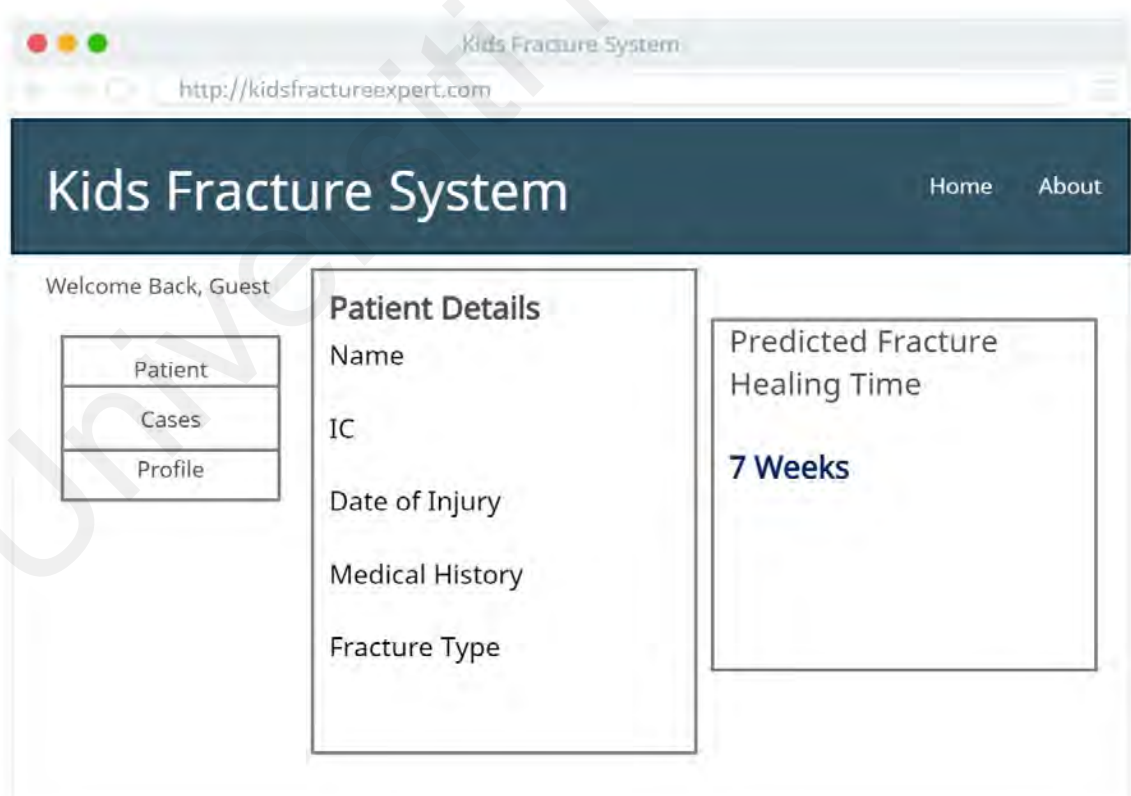 Kids Fracture System
http://kidsfractureexpert.com
Kids Fracture System
Home About
Welcome Back, Guest
Patient
Cases
Profile
Patient Details
Name
IC
Date of Injury
Medical History
Fracture Type
Predicted Fracture
Healing Time
7 Weeks